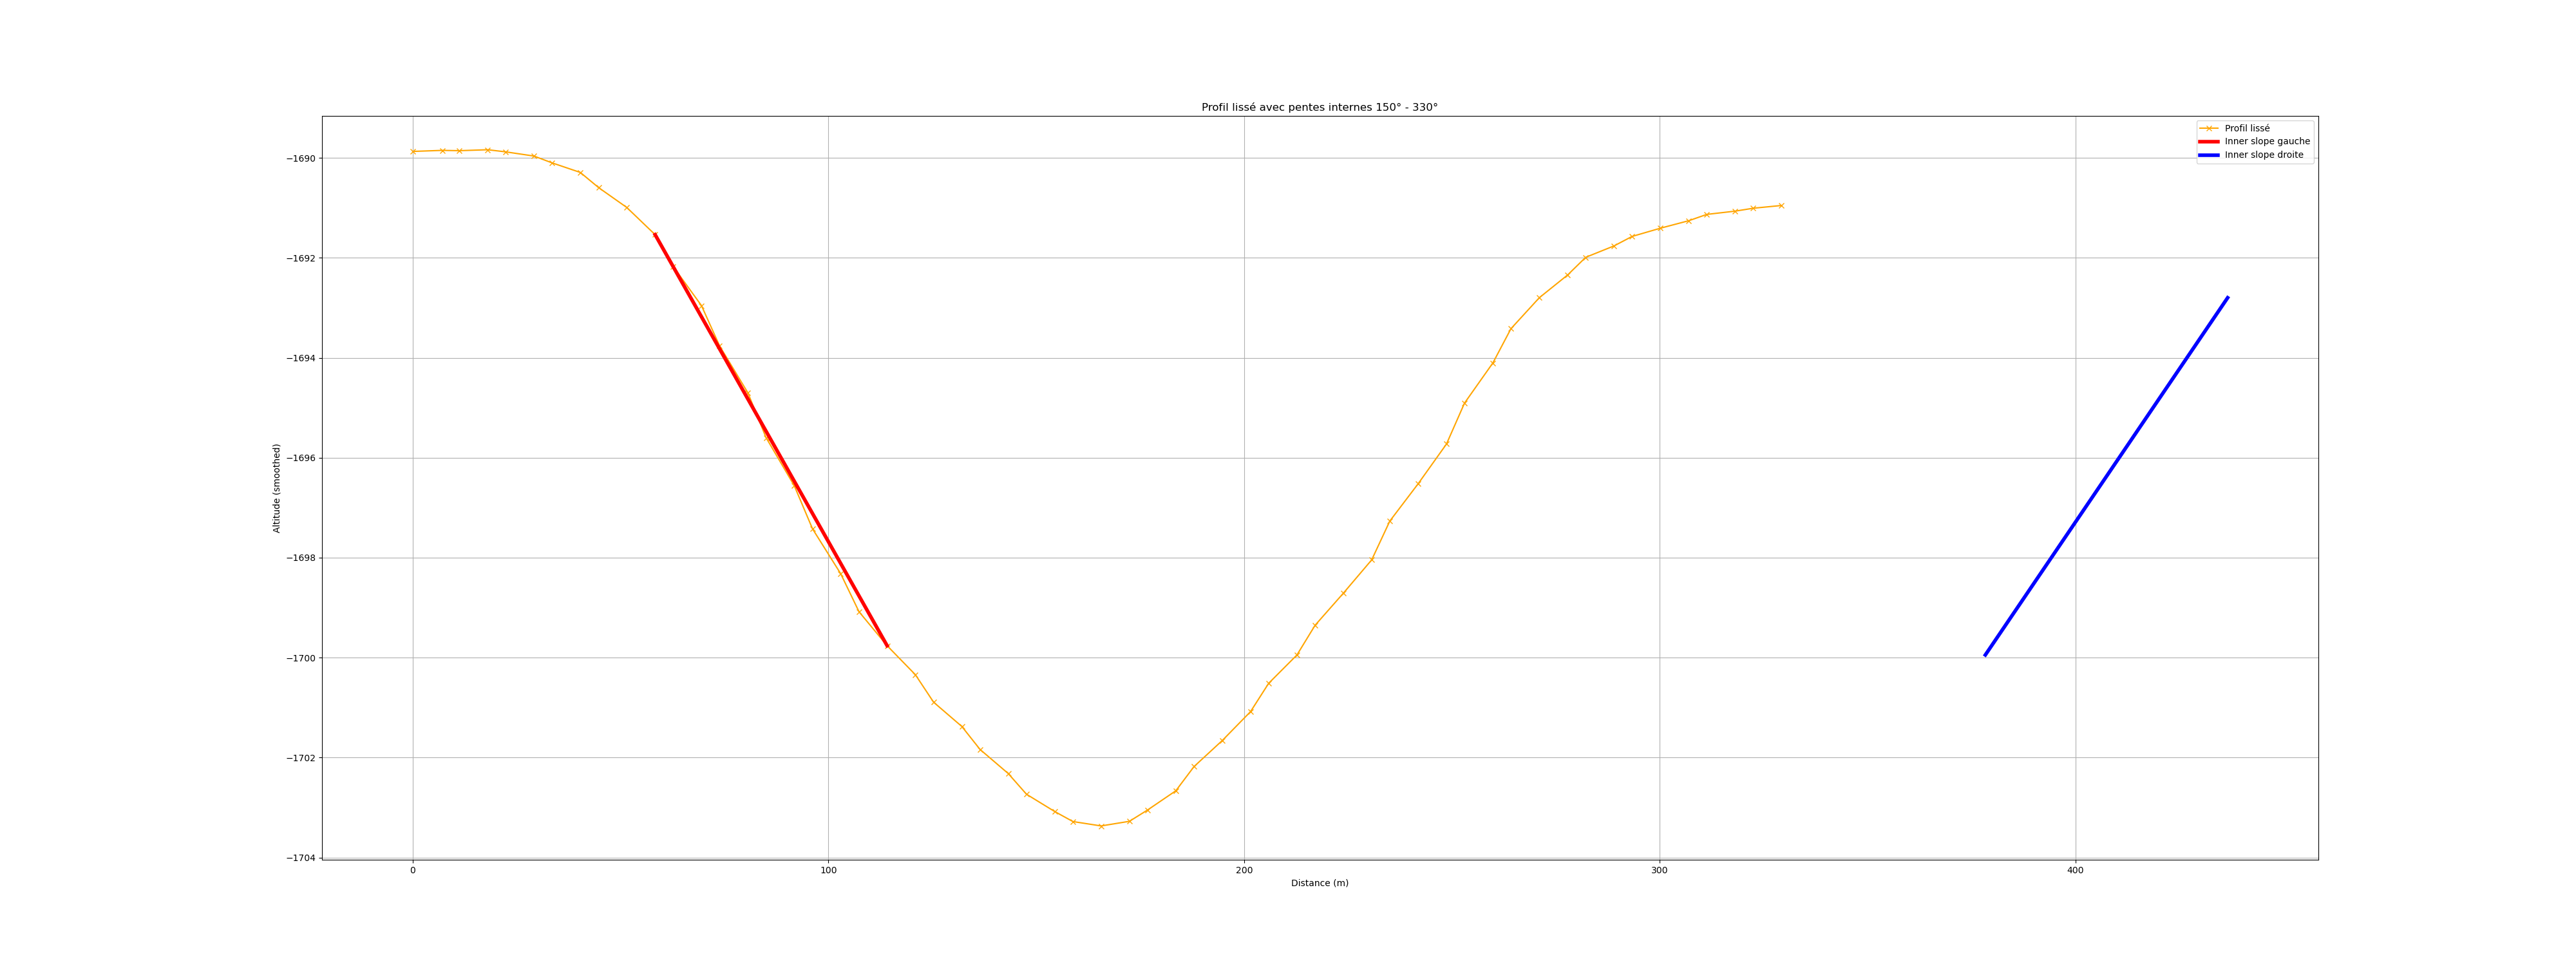 Profil lissé avec pentes internes 150° - 330°
Profil lissé
Inner slope gauche
Inner slope droite
−1690
−1692
−1694
−1696
−1698
−1700
−1702
−1704
Altitude (smoothed)
0
100
200
300
400
Distance (m)